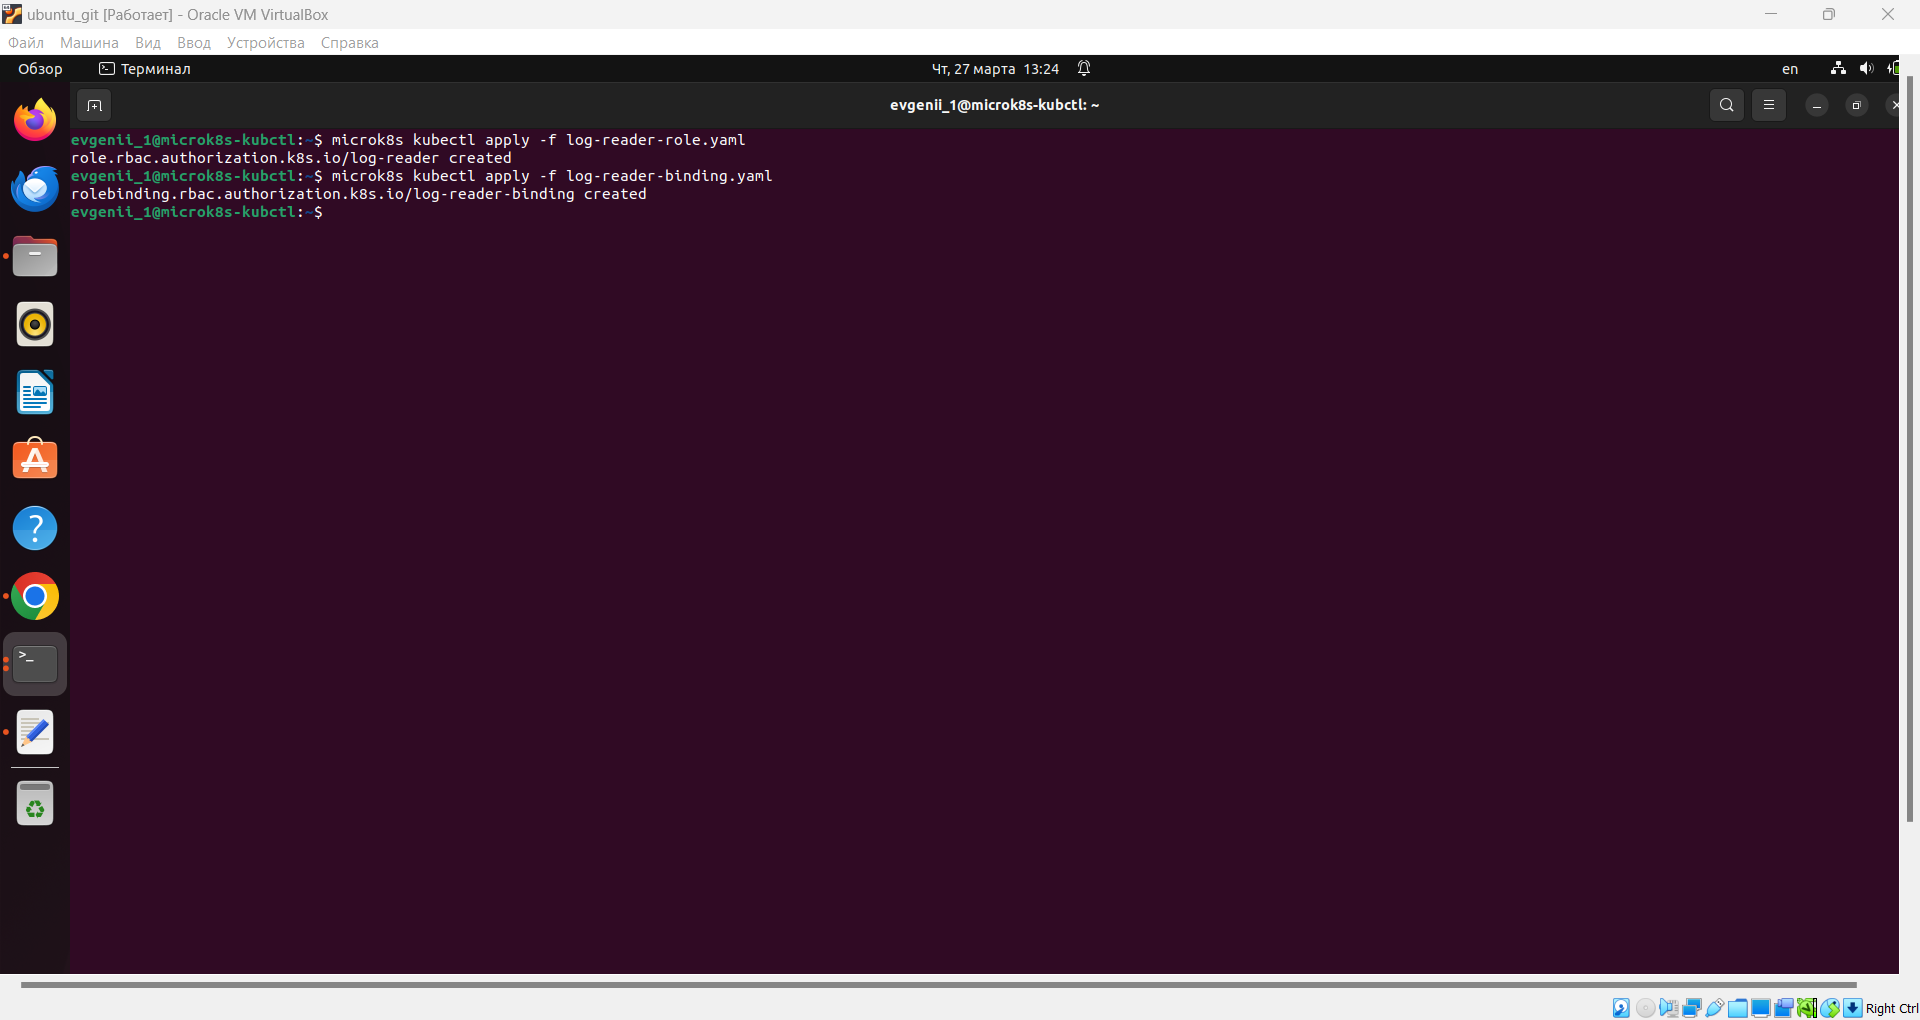 ubuntu_git [Работает] - Oracle VM VirtualBox
Файл Машина Вид Ввод Устройства Справка
Обзор Терминал Чт, 27 марта 13:24 en
evgenii_1@microk8s-kubctl: ~
evgenii_1@microk8s-kubctl:~$ microk8s kubectl apply -f log-reader-role.yaml
role.rbac.authorization.k8s.io/log-reader created
evgenii_1@microk8s-kubctl:~$ microk8s kubectl apply -f log-reader-binding.yaml
rolebinding.rbac.authorization.k8s.io/log-reader-binding created
evgenii_1@microk8s-kubctl:~$
Right Ctrl